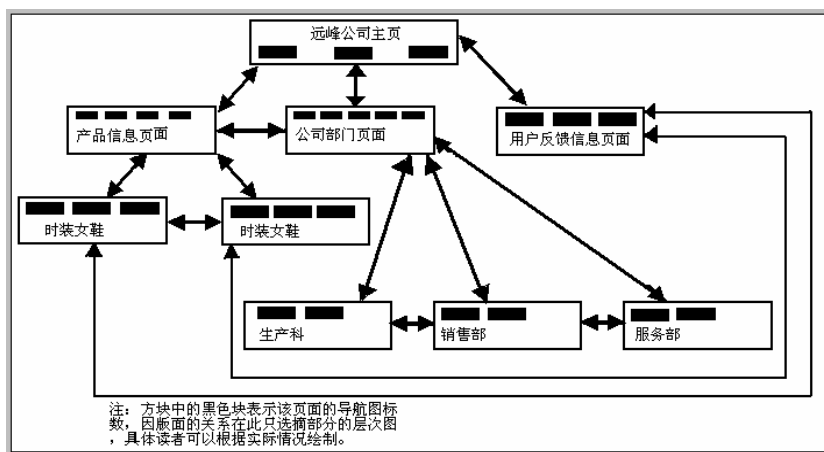 远峰公司主页
产品信息页面
公司部门页面
用户反馈信息页面
时装女鞋
时装女鞋
生产科
销售部
服务部
注：方块中的黑色块表示该页面的导航图标
数，因版面的关系在此只选摘部分的层次图
，具体读者可以根据实际情况绘制。